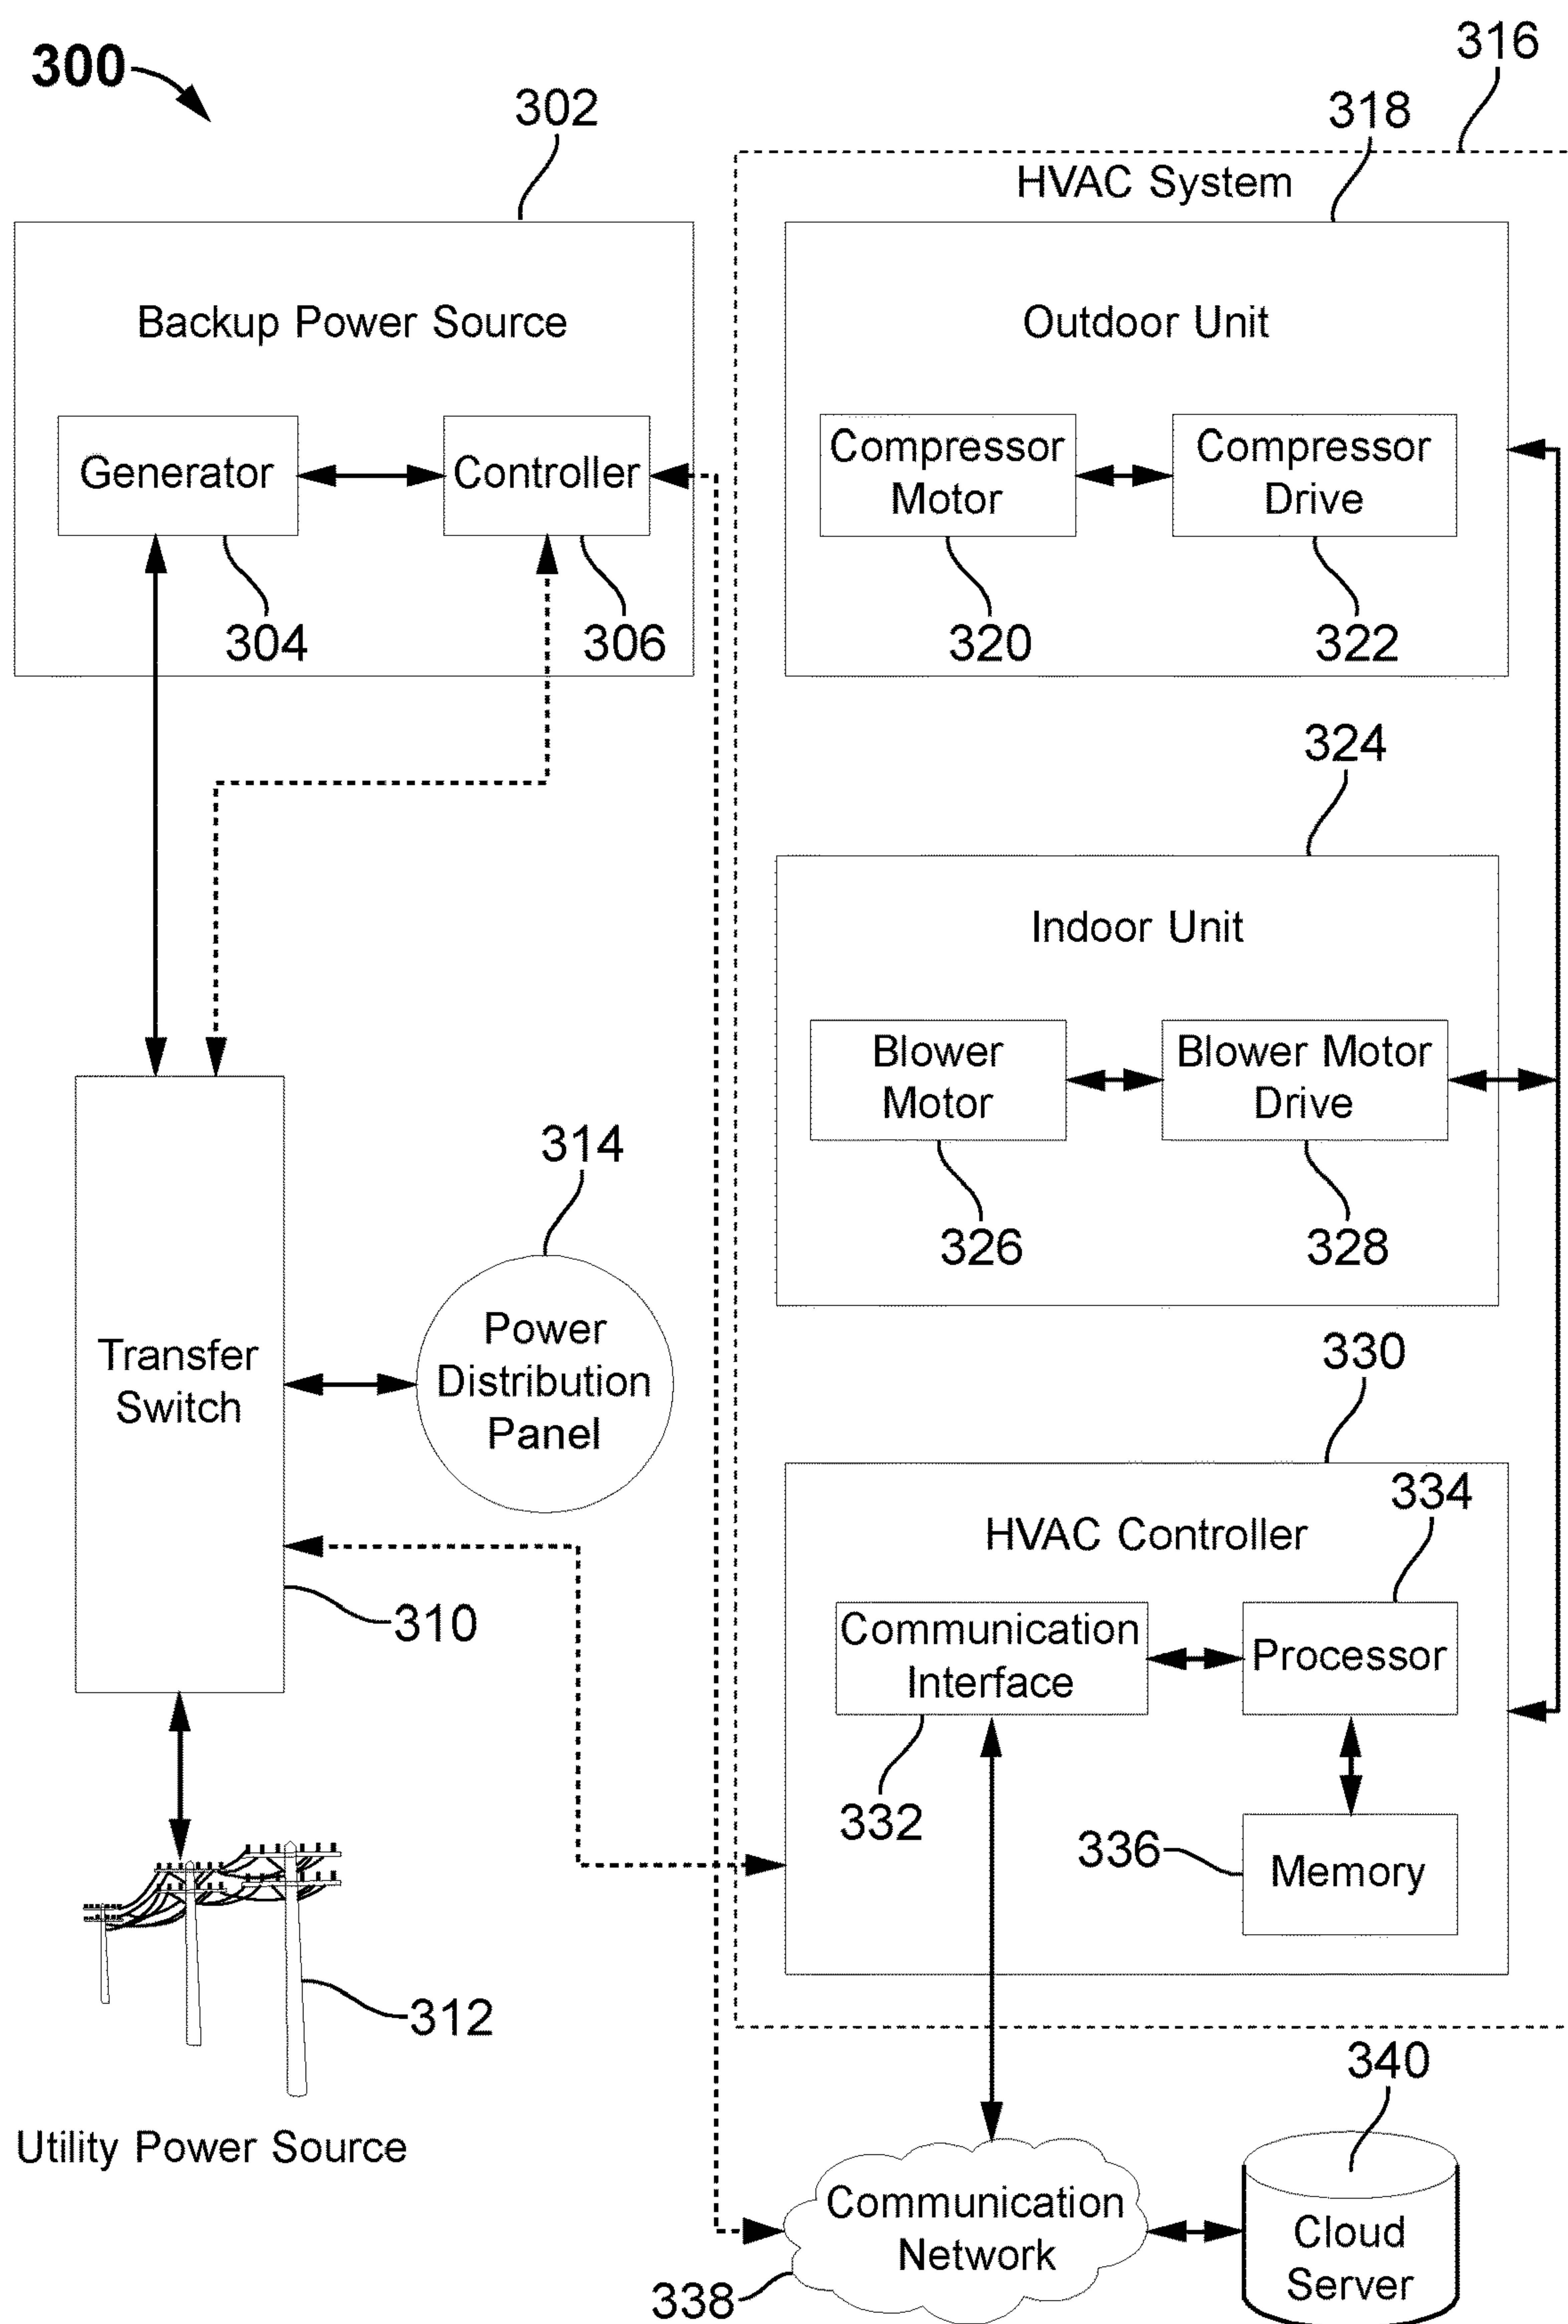 300
302
Backup Power Source
Generator
Controller
304
306
316
HVAC System
318
Outdoor Unit
Compressor
Motor
Compressor
Drive
320
322
324
Indoor Unit
Blower
Motor
Blower Motor
Drive
326
328
Transfer
Switch
314
Power
Distribution
Panel
310
312
Utility Power Source
330
HVAC Controller
334
Communication
Interface
Processor
332
336
Memory
340
Communication
Network
338
Cloud
Server